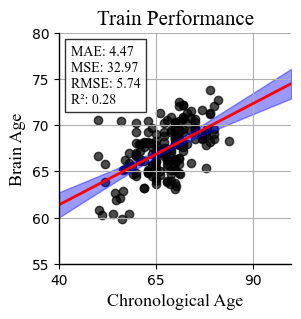 Train Performance
MAE: 4.47
MSE: 32.97
RMSE: 5.74
R²: 0.28
80
75
70
65
60
55
Brain Age
40 65 90
Chronological Age